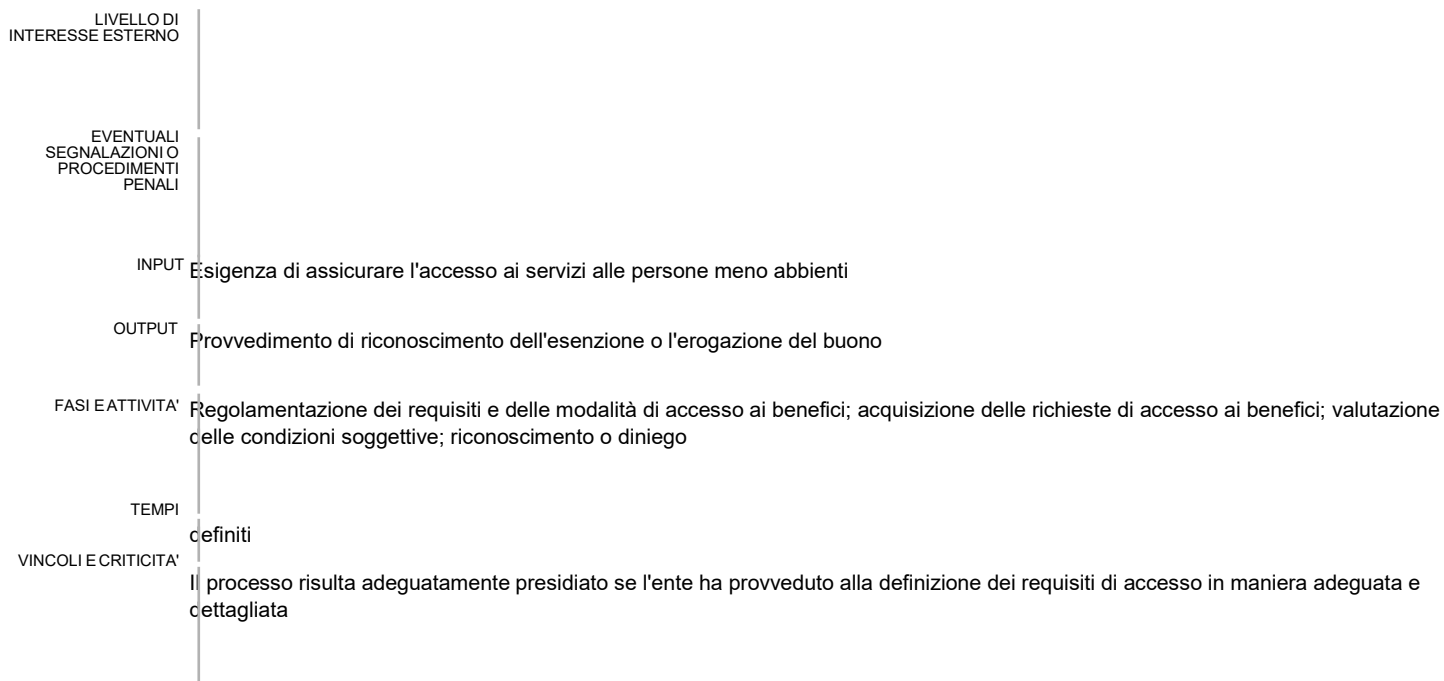 LIVELLO DI
INTERESSE ESTERNO
EVENTUALI
SEGNALAZIONI O
PROCEDIMENTI
PENALI
INPUT Esigenza di assicurare l'accesso ai servizi alle persone meno abbienti
OUTPUT Provvedimento di riconoscimento dell'esenzione o l'erogazione del buono
FASI E ATTIVITA' Regolamentazione dei requisiti e delle modalità di accesso ai benefici; acquisizione delle richieste di accesso ai benefici; valutazione
delle condizioni soggettive; riconoscimento o diniego
TEMPI
definiti
VINCOLI E CRITICITA'
Il processo risulta adeguatamente presidiato se l'ente ha provveduto alla definizione dei requisiti di accesso in maniera adeguata e
dettagliata